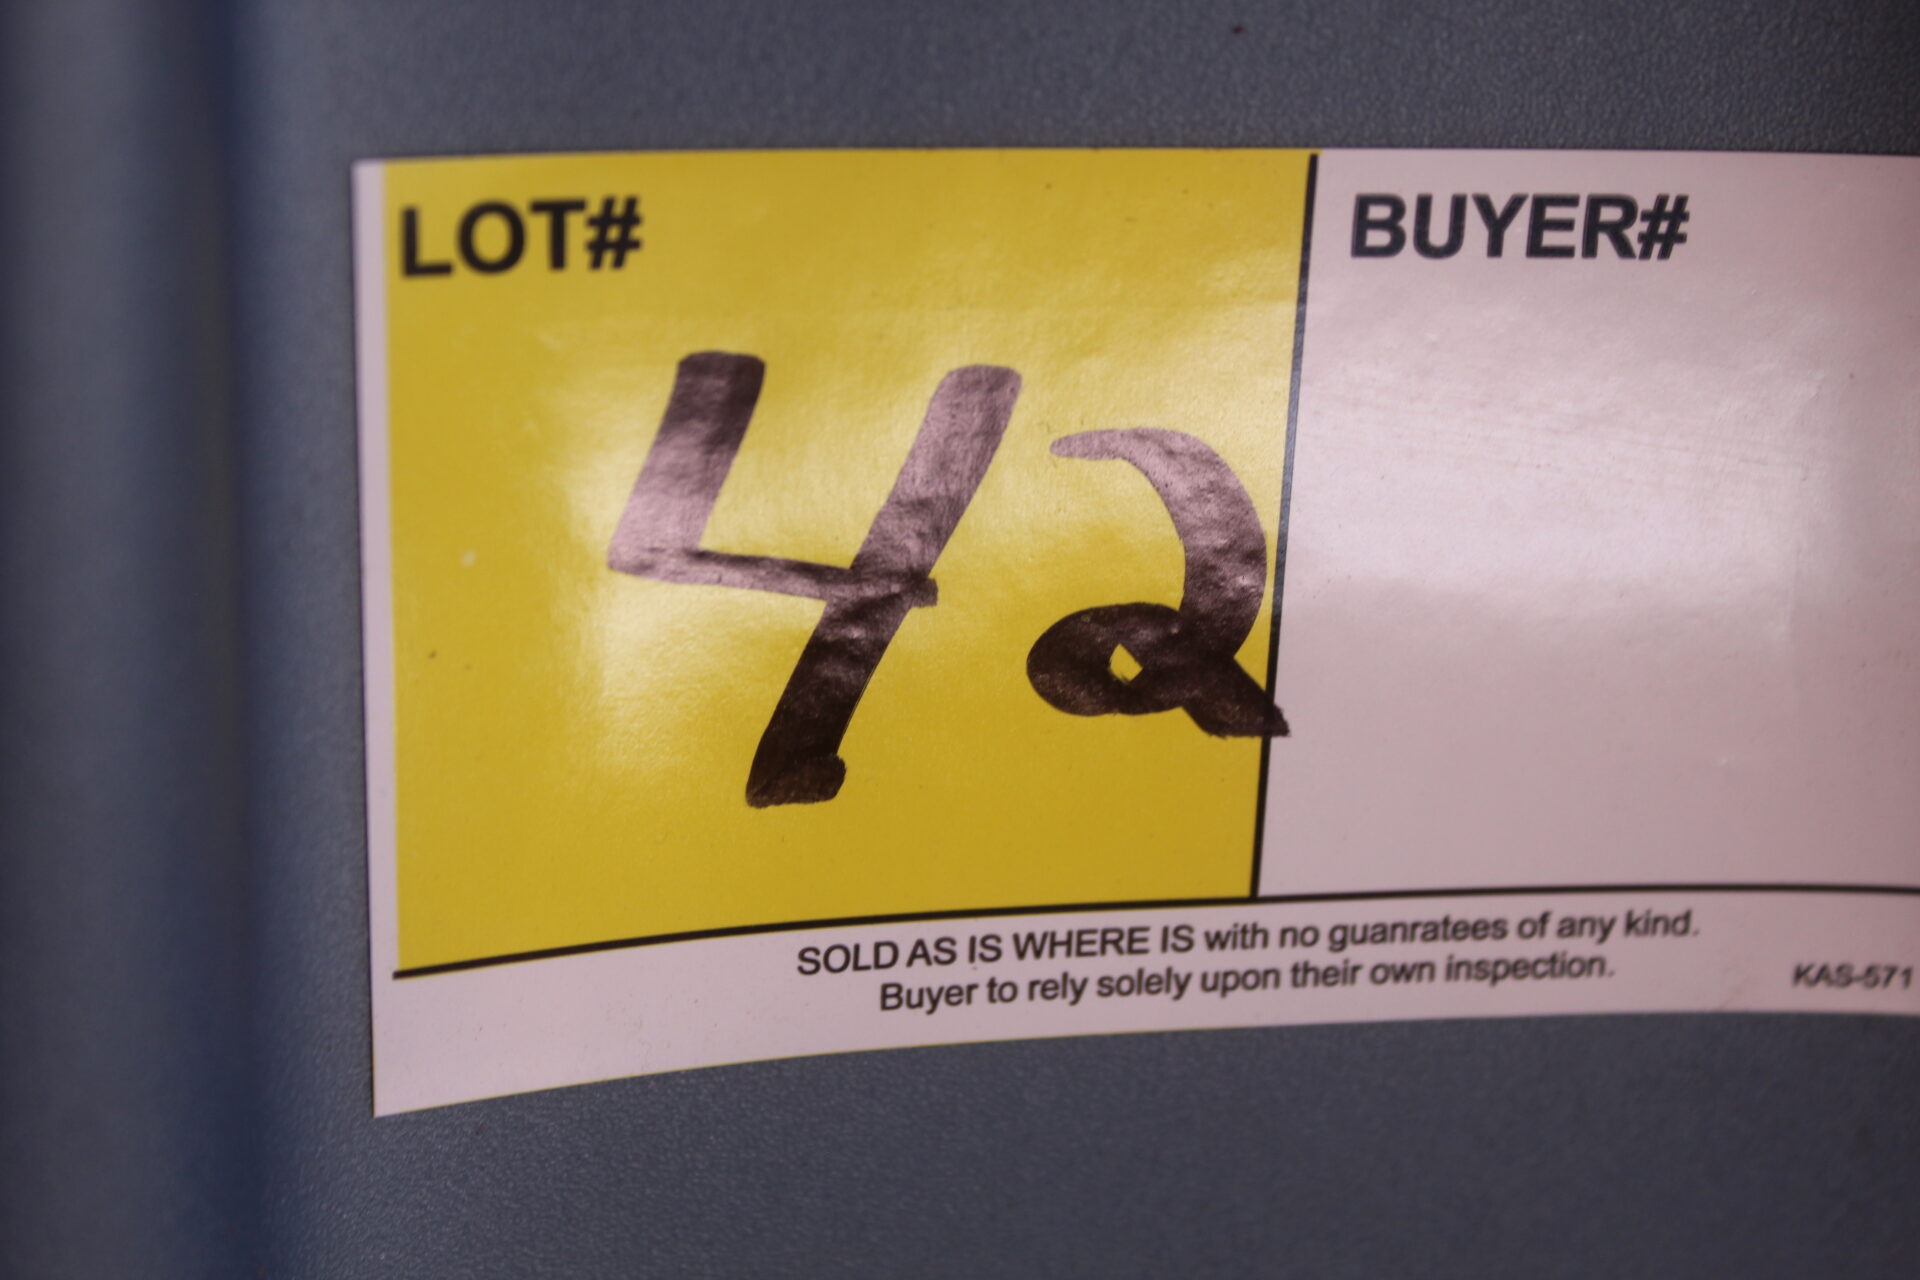 LOT#
BUYER#
42
SOLD AS IS WHERE IS with no guanratees of any kind.
Buyer to rely solely upon their own inspection.
KAS-571